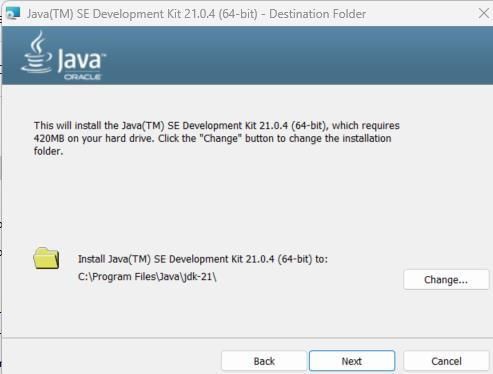 Java(TM) SE Development Kit 21.0.4 (64-bit) - Destination Folder
Java™
ORACLE
This will install the Java(TM) SE Development Kit 21.0.4 (64-bit), which requires
420MB on your hard drive. Click the "Change" button to change the installation
folder.
Install Java(TM) SE Development Kit 21.0.4 (64-bit) to:
C:\Program Files\Java\jdk-21\
Change...
Back
Next
Cancel